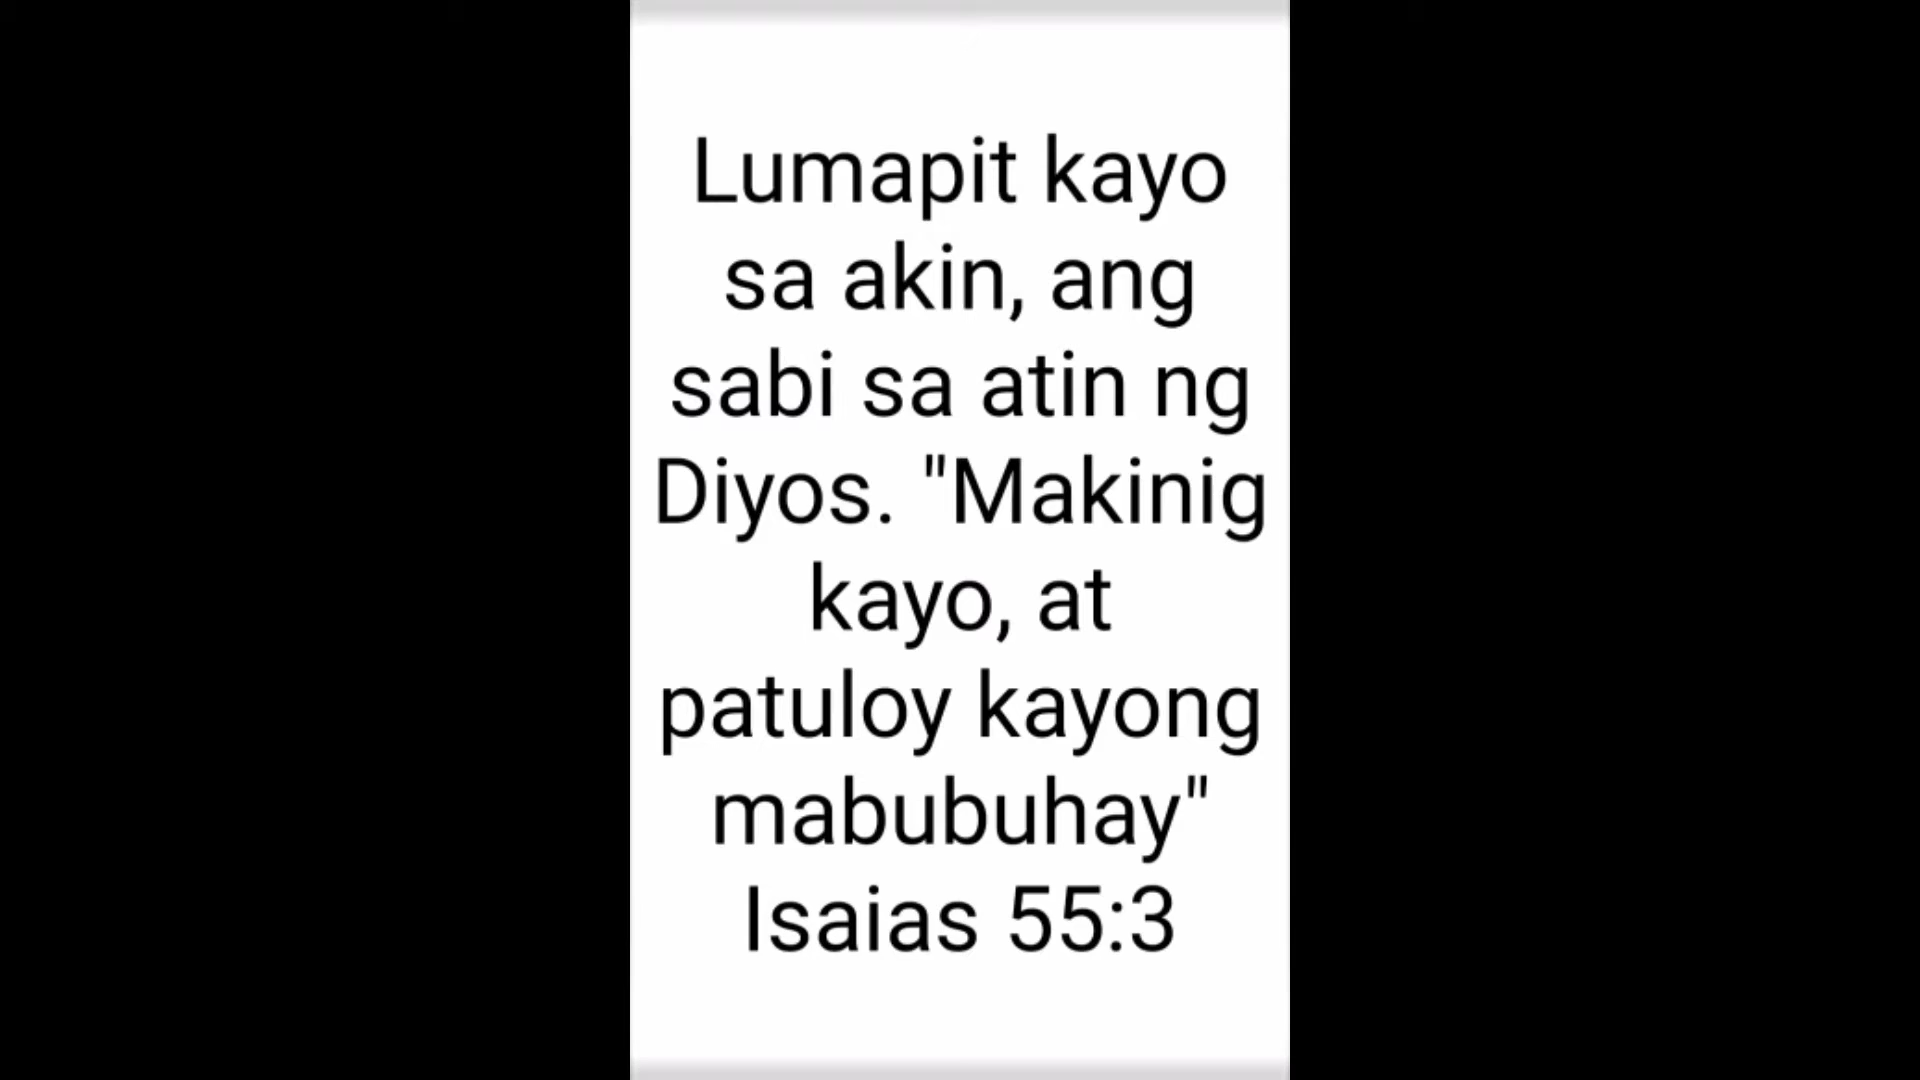 Lumapit kayo
sa akin, ang
sabi sa atin ng
Diyos. "Makinig
kayo, at
patuloy kayong
mabubuhay"
Isaias 55:3